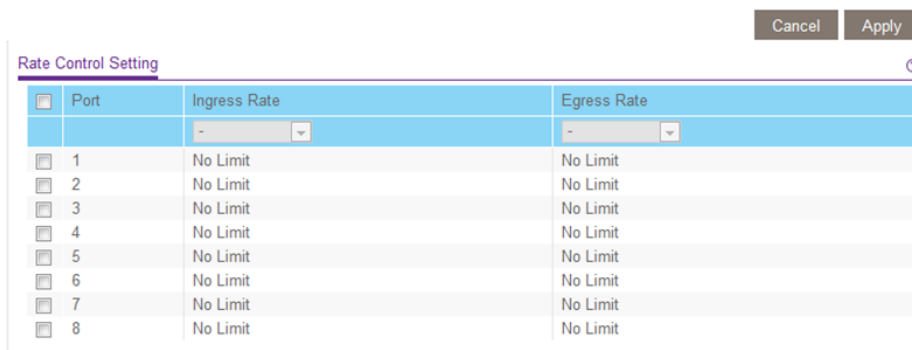 Cancel Apply
Rate Control Setting
Port Ingress Rate Egress Rate
- -
1 No Limit No Limit
2 No Limit No Limit
3 No Limit No Limit
4 No Limit No Limit
5 No Limit No Limit
6 No Limit No Limit
7 No Limit No Limit
8 No Limit No Limit